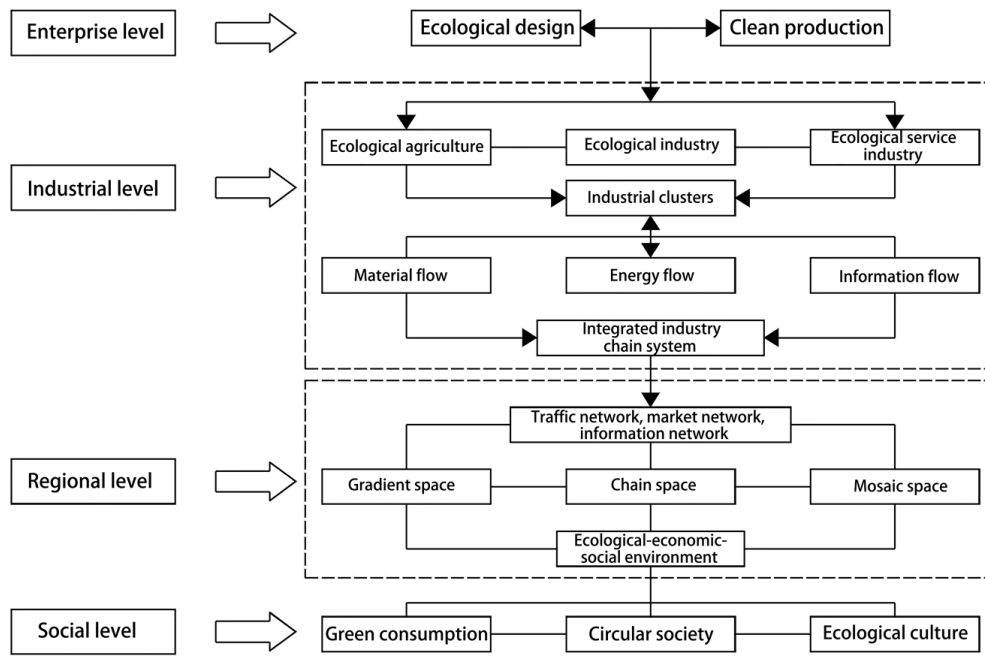 Enterprise level
Ecological design
Clean production
Industrial level
Ecological agriculture
Ecological industry
Ecological service
industry
Industrial clusters
Material flow
Energy flow
Information flow
Integrated industry
chain system
Regional level
Traffic network, market network,
information network
Gradient space
Chain space
Mosaic space
Ecological-economic-
social environment
Social level
Green consumption
Circular society
Ecological culture